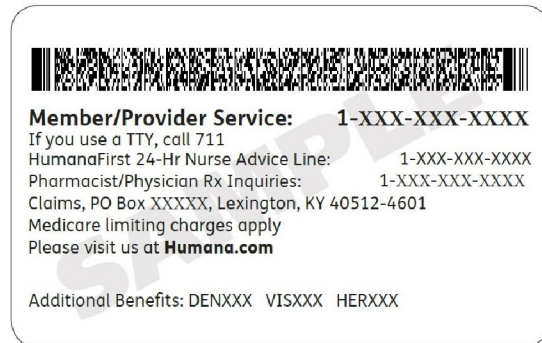 Member/Provider Service: 1-XXX-XXX-XXXX
If you use a TTY, call 711
HumanaFirst 24-Hr Nurse Advice Line: 1-XXX-XXX-XXXX
Pharmacist/Physician Rx Inquiries: 1-XXX-XXX-XXXX
Claims, PO Box XXXXX, Lexington, KY 40512-4601
Medicare limiting charges apply
Please visit us at Humana.com
SAMPLE
Additional Benefits: DENXXX VISXXX HERXXX